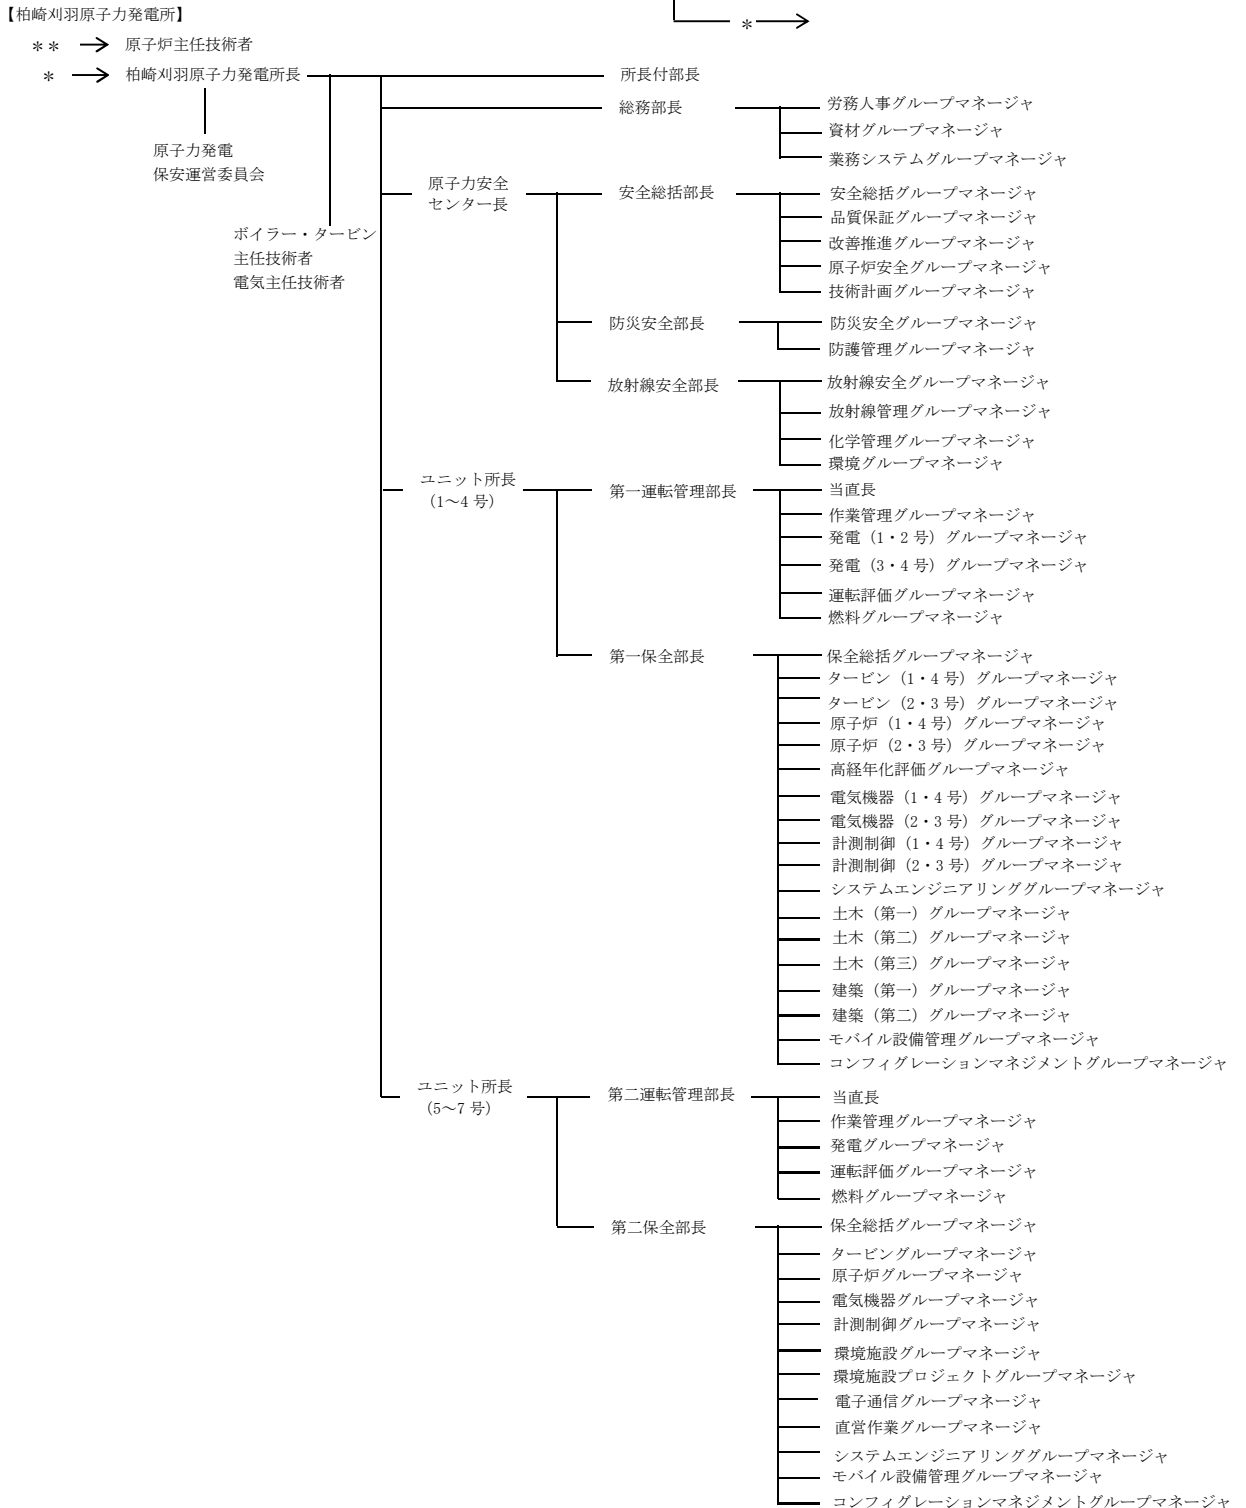 【柏崎刈羽原子力発電所】
＊
＊＊ 原子炉主任技術者
＊ 柏崎刈羽原子力発電所長
原子力発電
保安運営委員会
ボイラー・タービン
主任技術者
電気主任技術者
所長付部長
総務部長
労務人事グループマネージャ
資材グループマネージャ
業務システムグループマネージャ
原子力安全
センター長
安全総括部長
安全総括グループマネージャ
品質保証グループマネージャ
改善推進グループマネージャ
原子炉安全グループマネージャ
技術計画グループマネージャ
防災安全部長
防災安全グループマネージャ
防護管理グループマネージャ
放射線安全部長
放射線安全グループマネージャ
放射線管理グループマネージャ
化学管理グループマネージャ
環境グループマネージャ
ユニット所長
（1～4 号）
第一運転管理部長
当直長
作業管理グループマネージャ
発電（1・2 号）グループマネージャ
発電（3・4 号）グループマネージャ
運転評価グループマネージャ
燃料グループマネージャ
第一保全部長
保全総括グループマネージャ
タービン（1・4 号）グループマネージャ
タービン（2・3 号）グループマネージャ
原子炉（1・4 号）グループマネージャ
原子炉（2・3 号）グループマネージャ
高経年化評価グループマネージャ
電気機器（1・4 号）グループマネージャ
電気機器（2・3 号）グループマネージャ
計測制御（1・4 号）グループマネージャ
計測制御（2・3 号）グループマネージャ
システムエンジニアリンググループマネージャ
土木（第一）グループマネージャ
土木（第二）グループマネージャ
土木（第三）グループマネージャ
建築（第一）グループマネージャ
建築（第二）グループマネージャ
モバイル設備管理グループマネージャ
コンフィグレーションマネジメントグループマネージャ
ユニット所長
（5～7 号）
第二運転管理部長
当直長
作業管理グループマネージャ
発電グループマネージャ
運転評価グループマネージャ
燃料グループマネージャ
第二保全部長
保全総括グループマネージャ
タービングループマネージャ
原子炉グループマネージャ
電気機器グループマネージャ
計測制御グループマネージャ
環境施設グループマネージャ
環境施設プロジェクトグループマネージャ
電子通信グループマネージャ
直営作業グループマネージャ
システムエンジニアリンググループマネージャ
モバイル設備管理グループマネージャ
コンフィグレーションマネジメントグループマネージャ